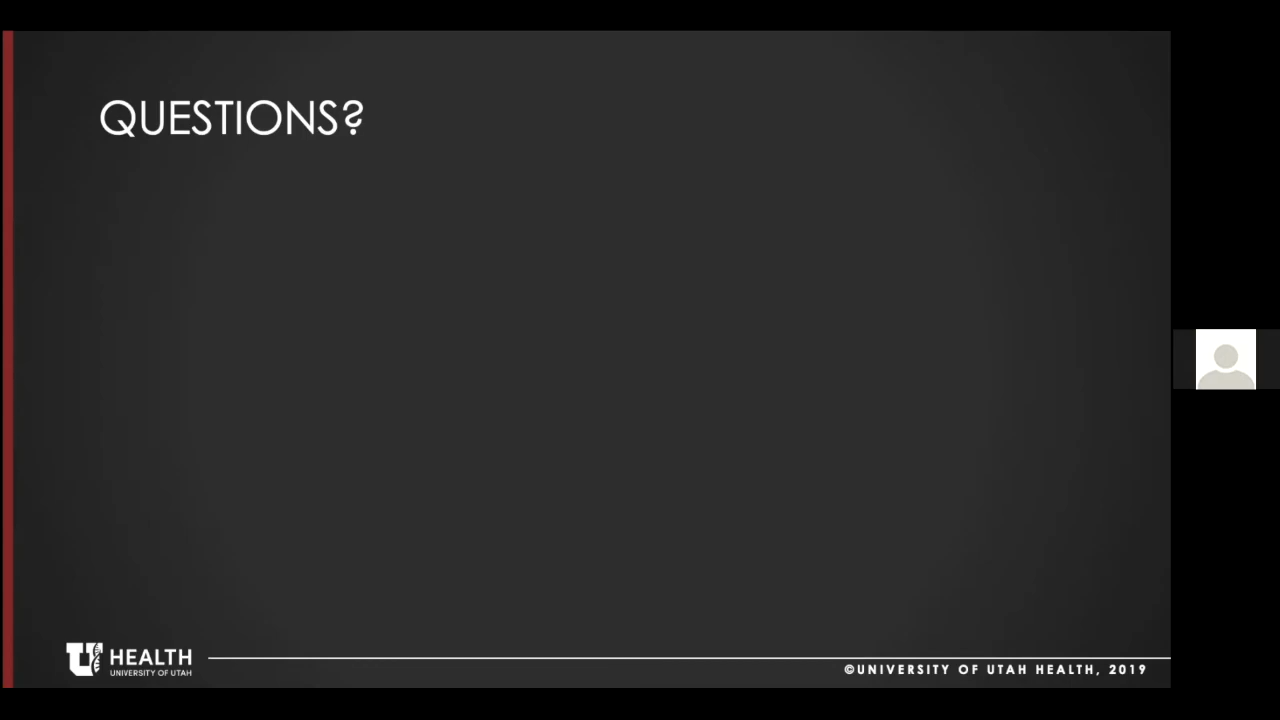 QUESTIONS?
U HEALTH
UNIVERSITY OF UTAH
©UNIVERSITY OF UTAH HEALTH, 2019